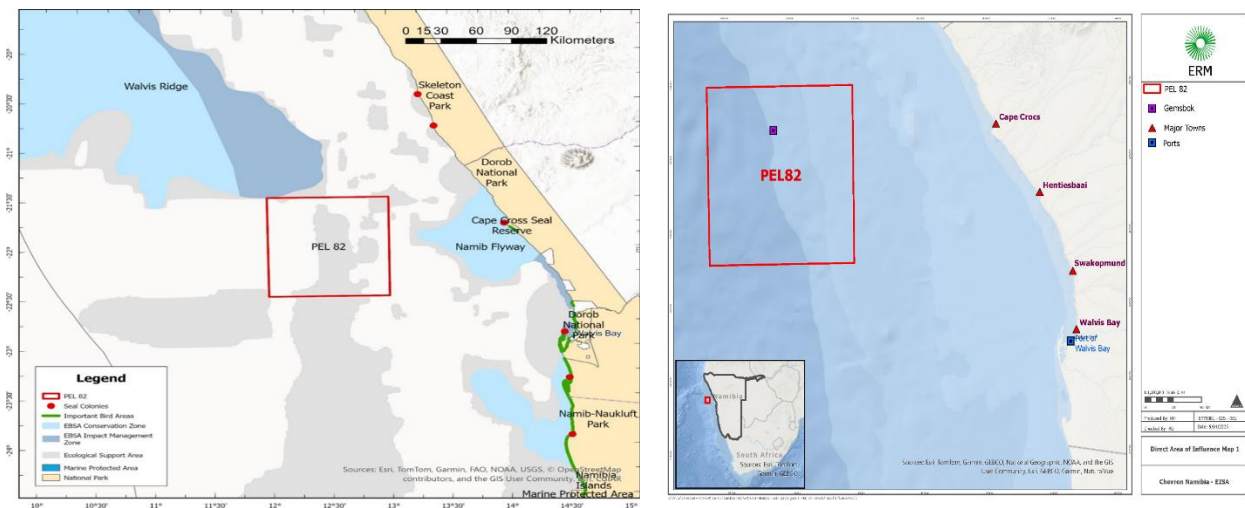 0 15 30 60 90 120
Kilometers
Walvis Ridge
Skeleton
Coast
Park
Dorob
National
Park
Cape Cross Seal
Reserve
Namib Flyway
PEL 82
Dorob
National
Park
Walvis Bay
Namib-Naukluft
Park
Namibia
Islands
Marine Protected Area
Legend
PEL 82
Seal Colonies
Important Bird Areas
EBSA Conservation Zone
EBSA Impact Management
Zone
Ecological Support Area
Marine Protected Area
National Park
Sources: Esri, TomTom, Garmin, FAO, NOAA, USGS, © OpenStreetMap
contributors, and the GIS User Community
-20°
-20°30'
-21°
-21°30'
-22°
-22°30'
-23°
-23°30'
-24°
10°
10°30'
11°
11°30'
12°
12°30'
13°
13°30'
14°
14°30'
15°
PEL82
Cape Crocs
Hentiesbaai
Swakopmund
Walvis Bay
Port of
Walvis Bay
Namibia
South Africa
ERM
PEL 82
Gemsbok
Major Towns
Ports
Direct Area of Influence Map 1
Chevron Namibia - EISA